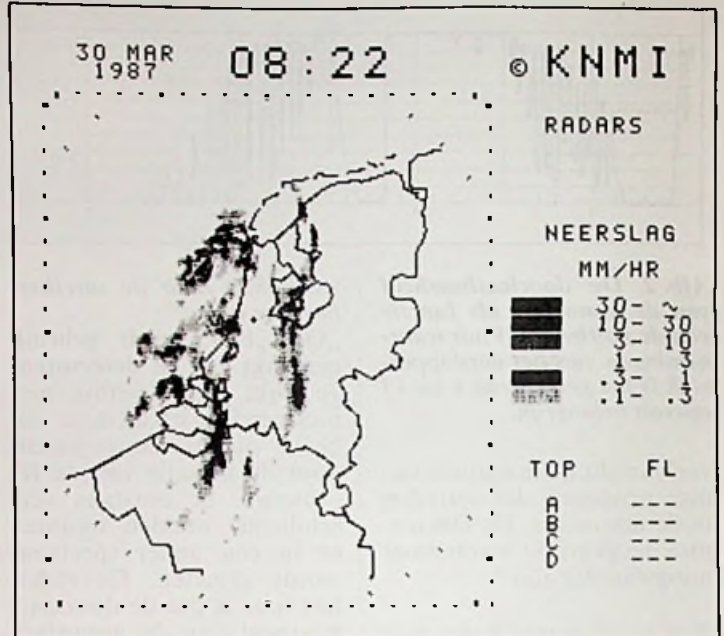 30 MAR
1987
08:22
© KNMI
RADARS
NEERSLAG
MM/HR
30- ~
10- 30
3- 10
1- 3
.3- 1
.1- .3
TOP FL
A ---
B ---
C ---
D ---